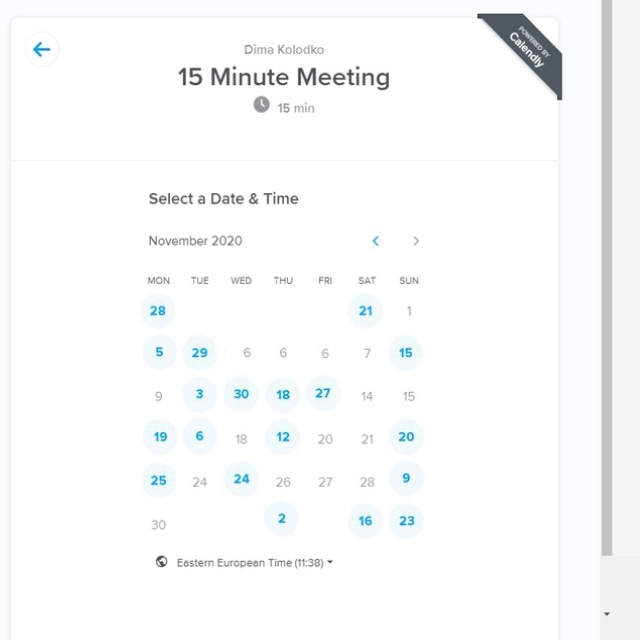 POWERED BY
Calendly
Dima Kolodko
15 Minute Meeting
15 min
Select a Date & Time
November 2020
MON TUE WED THU FRI SAT SUN
28 21 1
5 29 6 6 6 7 15
9 3 30 18 27 14 15
19 6 18 12 20 21 20
25 24 24 26 27 28 9
30 2 16 23
Eastern European Time (11:38)